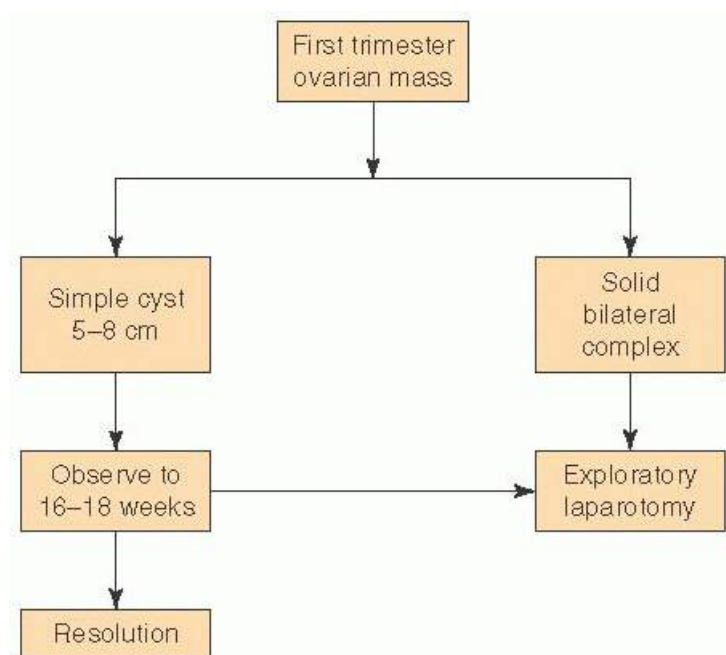 First trimester
ovarian mass
Simple cyst
5–8 cm
Solid
bilateral
complex
Observe to
16–18 weeks
Exploratory
laparotomy
Resolution